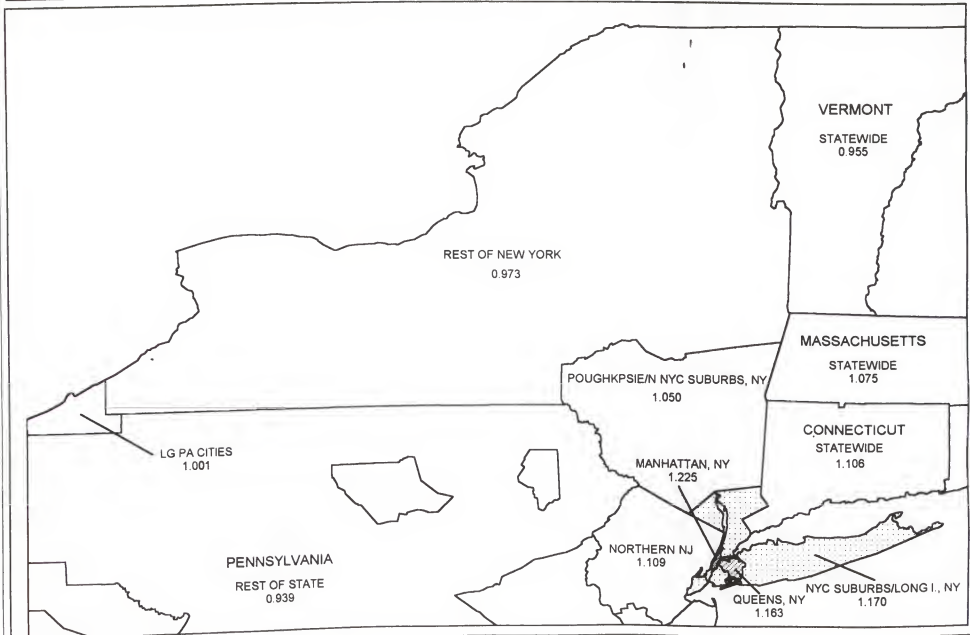 VERMONT
STATEWIDE
0.955
REST OF NEW YORK
0.973
MASSACHUSETTS
STATEWIDE
1.075
POUGHKPSIE/N NYC SUBURBS, NY
1.050
CONNECTICUT
STATEWIDE
1.106
LG PA CITIES
1.001
MANHATTAN, NY
1.225
NORTHERN NJ
1.109
PENNSYLVANIA
REST OF STATE
0.939
QUEENS, NY
1.163
NYC SUBURBS/LONG I., NY
1.170